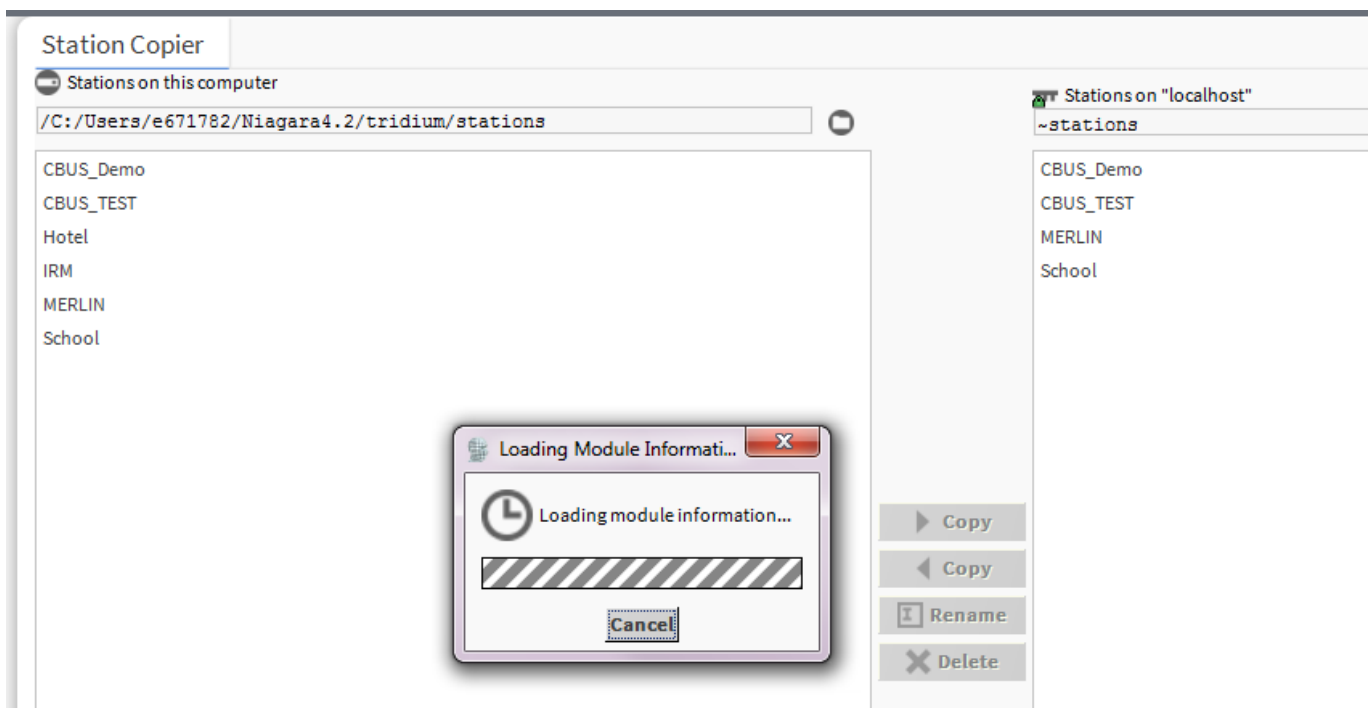 Station Copier
Stations on this computer
/C:/Users/e671782/Niagara4.2/tridium/stations
CBUS_Demo
CBUS_TEST
Hotel
IRM
MERLIN
School
Stations on "localhost"
~stations
CBUS_Demo
CBUS_TEST
MERLIN
School
Loading Module Informati...
Loading module information...
Cancel
Copy
Copy
Rename
Delete